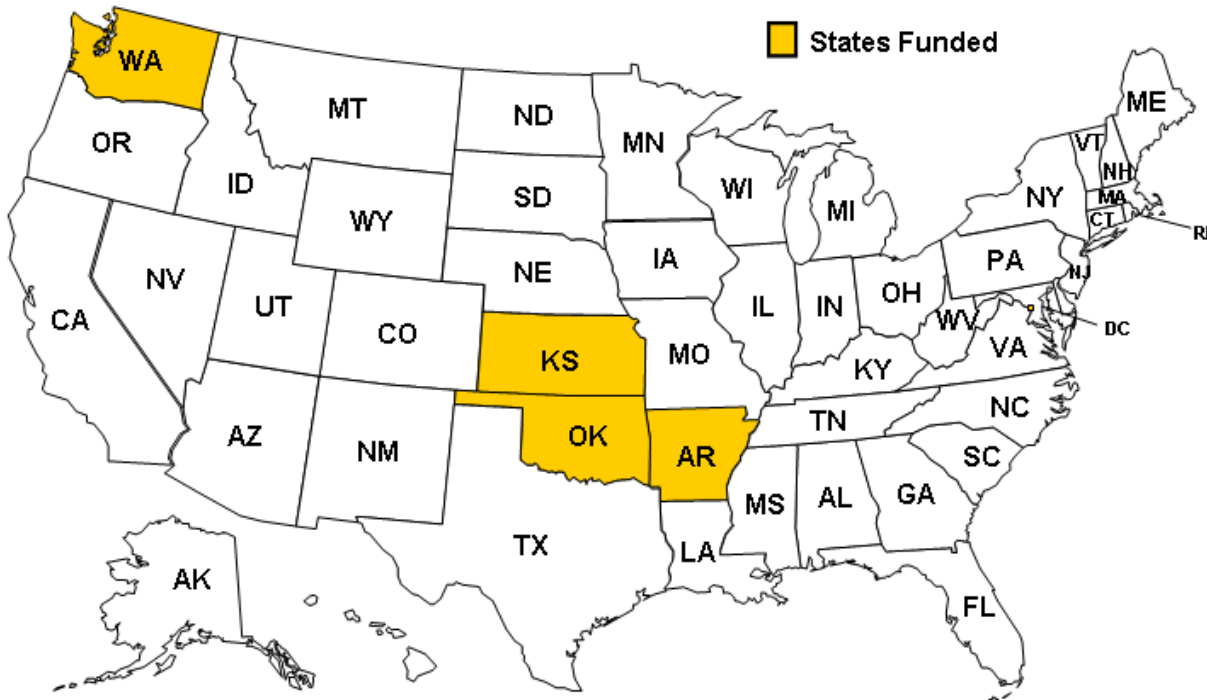 States Funded
WA
MT
ND
MN
ME
VT
NH
OR
ID
SD
WI
MI
NY
MA
CT
RI
WY
NE
IA
PA
NJ
NV
UT
CO
IL
IN
OH
WV
DC
CA
KS
MO
KY
VA
AZ
NM
OK
AR
TN
NC
SC
TX
LA
MS
AL
GA
AK
FL